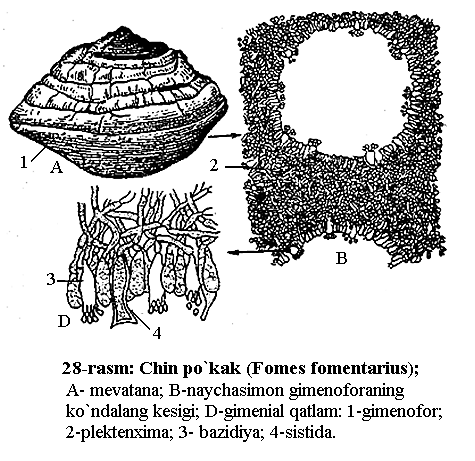 1
A
2
B
3
D
4
28-rasm: Chin po`kak (Fomes fomentarius);
A- mevatana; B-naychasimon gimenoforaning
ko`ndalang kesigi; D-gimenial qatlam: 1-gimenofor;
2-plektenxima; 3- bazidiya; 4-sistida.